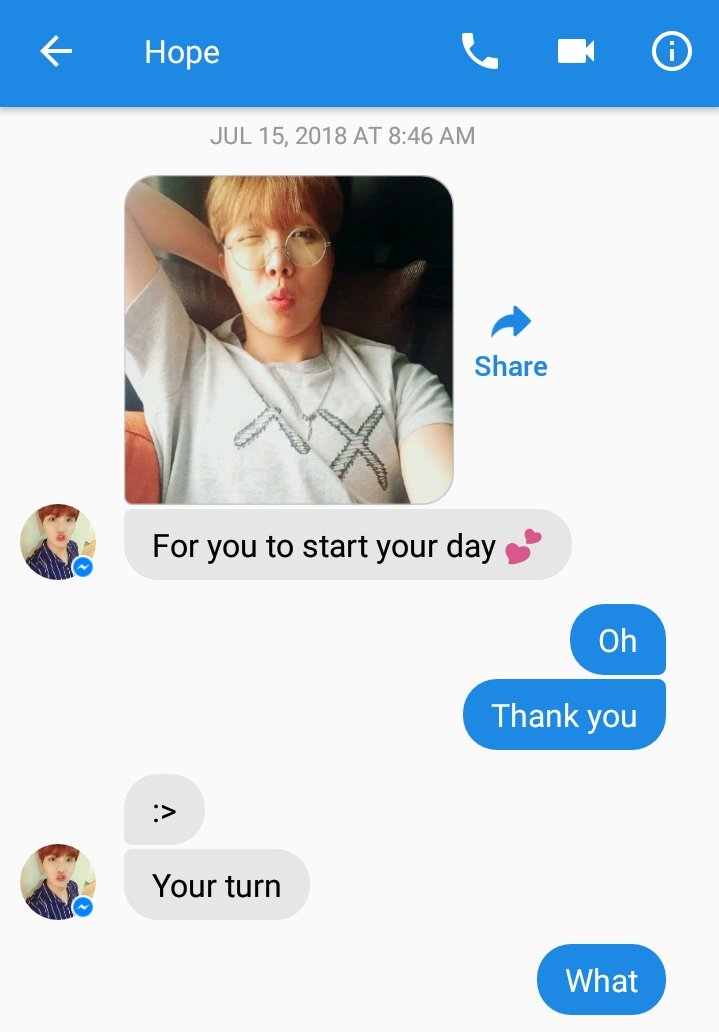 Hope
JUL 15, 2018 AT 8:46 AM
Share
For you to start your day 💕
Oh
Thank you
:>
Your turn
What